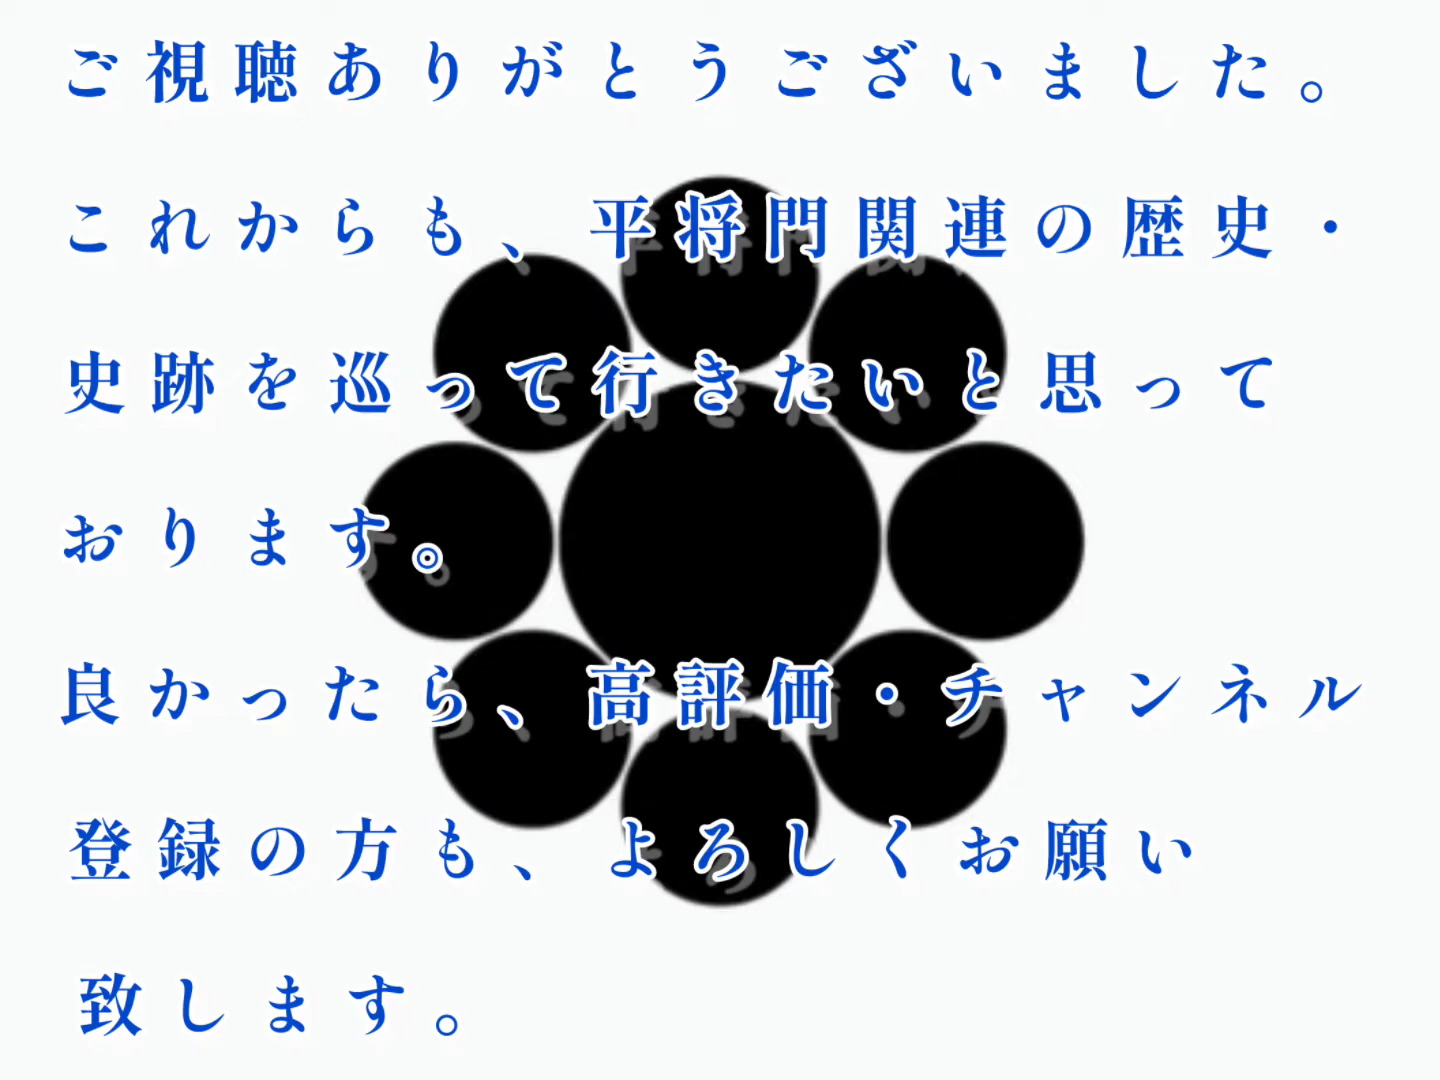 ご視聴ありがとうございました。
これからも、平将門関連の歴史・
史跡を巡って行きたいと思って
おります。
良かったら、高評価・チャンネル
登録の方も、よろしくお願い
致します。